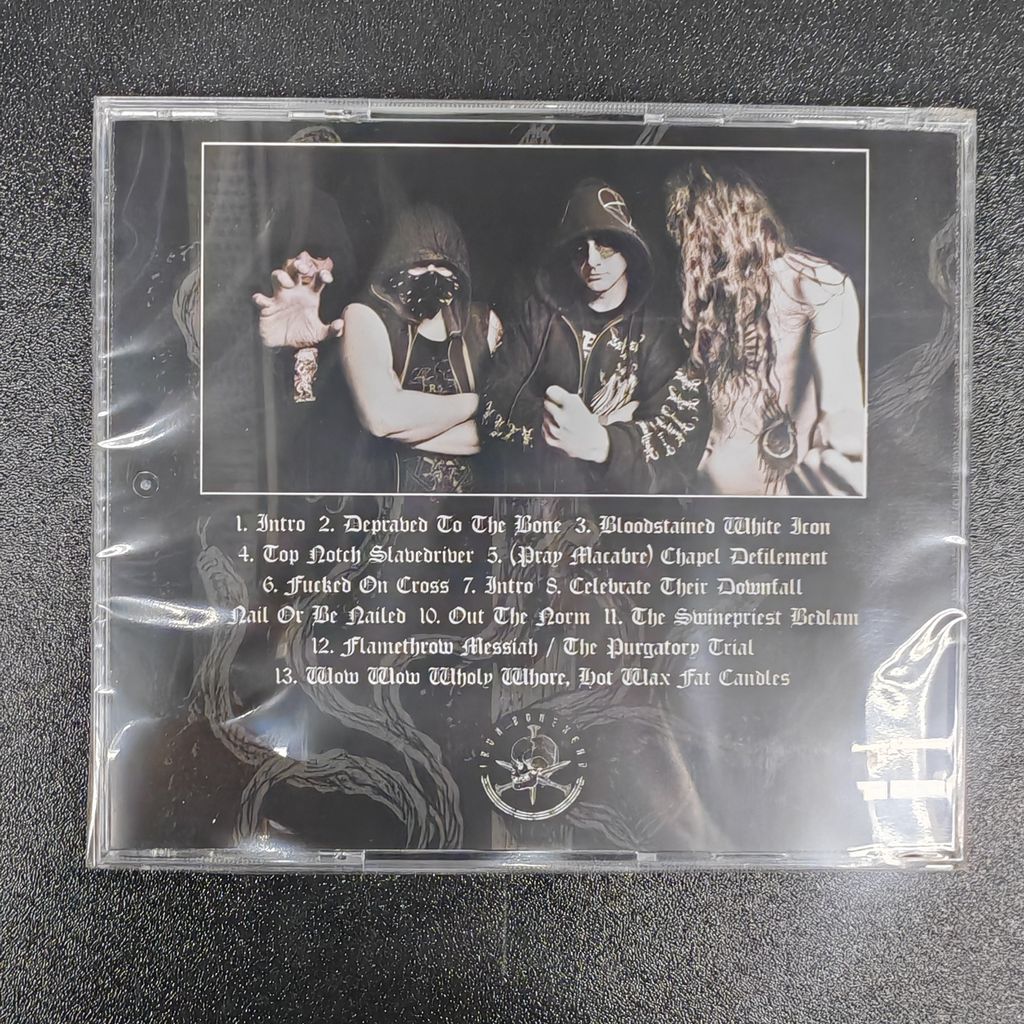 1. Intro 2. Depraved To The Bone 3. Bloodstained White Icon
4. Top Notch Slavedriver 5. (Pray Macabre) Chapel Defilement
6. Fucked On Cross 7. Intro 8. Celebrate Their Downfall
Nail Or Be Nailed 10. Out The Norm 11. The Swinepriest Bedlam
12. Flamethrow Messiah / The Purgatory Trial
13. Wow Wow Wholy Whore, Hot Wax Fat Candles
IRON BONEHEAD